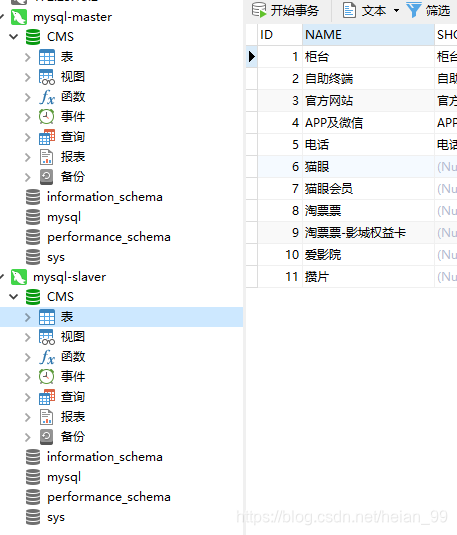 mysql-master
CMS
表
视图
函数
事件
查询
报表
备份
information_schema
mysql
performance_schema
sys
mysql-slaver
CMS
表
视图
函数
事件
查询
报表
备份
information_schema
mysql
performance_schema
sys
开始事务 文本 筛选
ID NAME SHO
1 柜台 柜台
2 自助终端 自助
3 官方网站 官方
4 APP及微信 APP
5 电话 电话
6 猫眼 (Nu
7 猫眼会员 (Nu
8 淘票票 (Nu
9 淘票票-影城权益卡 (Nu
10 爱影院 (Nu
11 攒片 (Nu
https://blog.csdn.net/heian_99